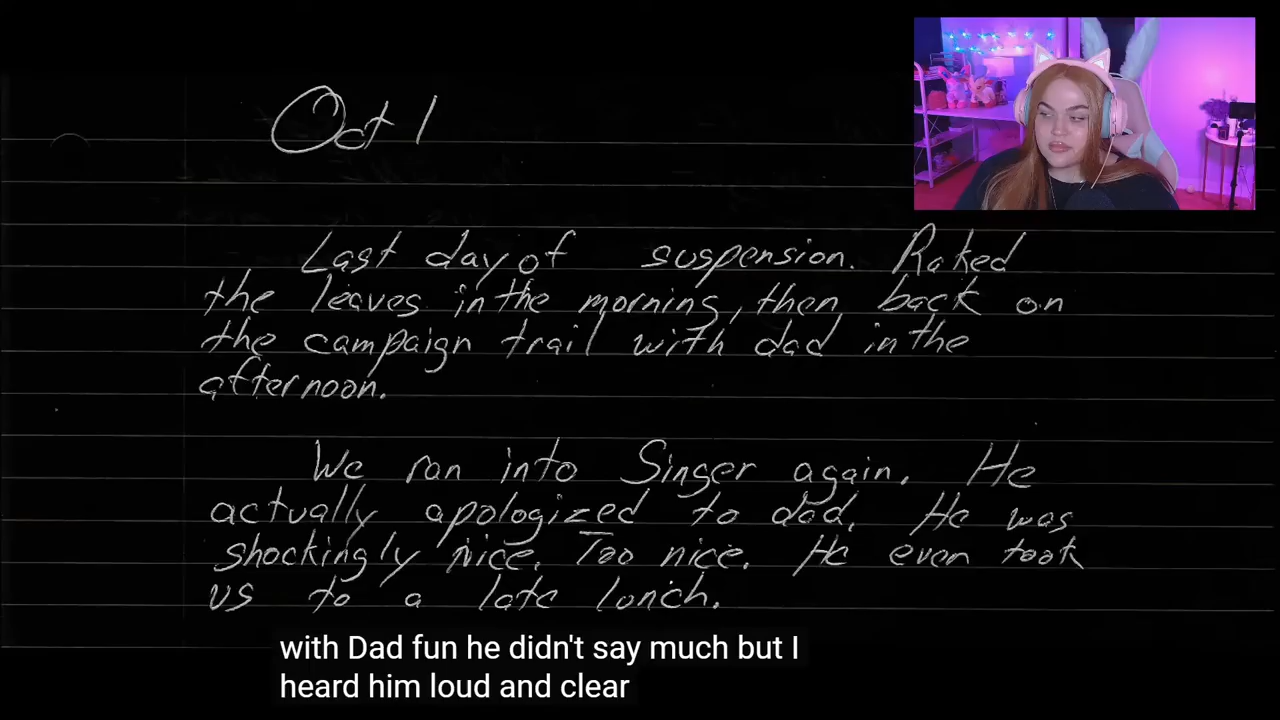 Oct 1
Last day of suspension. Raked
the leaves in the morning, then back on
the campaign trail with dad in the
afternoon.
We ran into Singer again. He
actually apologized to dad. He was
shockingly nice. Too nice. He even took
us to a late lunch.
with Dad fun he didn't say much but I
heard him loud and clear